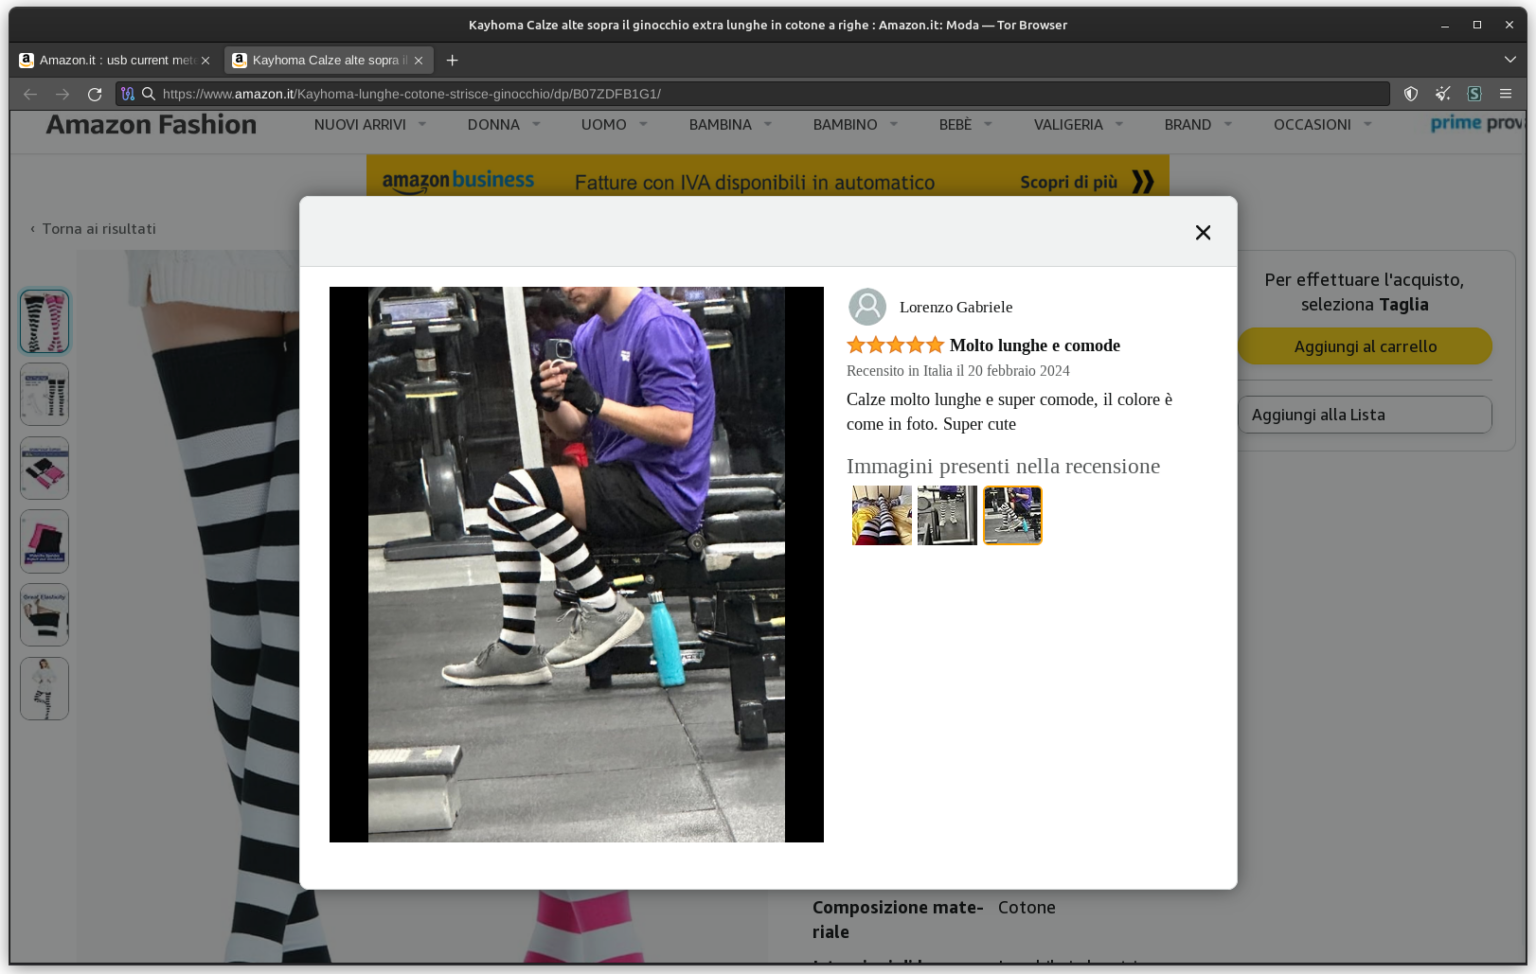 Kayhoma Calze alte sopra il ginocchio extra lunghe in cotone a righe : Amazon.it: Moda — Tor Browser
Amazon.it : usb current mete
Kayhoma Calze alte sopra il
https://www.amazon.it/Kayhoma-lunghe-cotone-strisce-ginocchio/dp/B07ZDFB1G1/
Amazon Fashion
NUOVI ARRIVI
DONNA
UOMO
BAMBINA
BAMBINO
BEBÈ
VALIGERIA
BRAND
OCCASIONI
prime prov
amazon business
Fatture con IVA disponibili in automatico
Scopri di più
‹ Torna ai risultati
Great Elasticity
Lorenzo Gabriele
Molto lunghe e comode
Recensito in Italia il 20 febbraio 2024
Calze molto lunghe e super comode, il colore è
come in foto. Super cute
Immagini presenti nella recensione
Per effettuare l'acquisto,
seleziona Taglia
Aggiungi al carrello
Aggiungi alla Lista
Composizione mate-
riale
Cotone